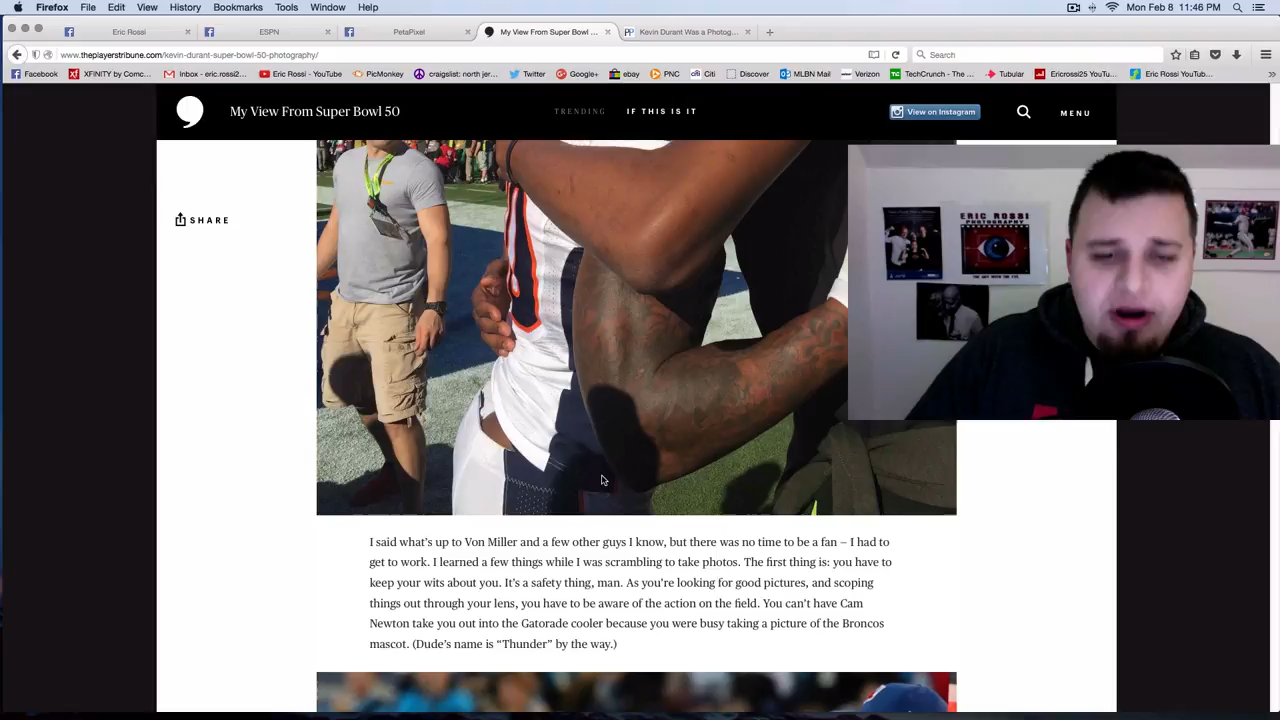 Firefox File Edit View History Bookmarks Tools Window Help Mon Feb 8 11:46 PM
Eric Rossi ESPN PetaPixel My View From Super Bowl ... Kevin Durant Was a Photog...
www.theplayerstribune.com/kevin-durant-super-bowl-50-photography/ Search
Facebook XFINITY by Comc... Inbox - eric.rossi2... Eric Rossi - YouTube PicMonkey craigslist: north jer... Twitter Google+ ebay PNC Citi Discover MLBN Mail Verizon TechCrunch - The ... Tubular Ericrossi25 YouTu... Eric Rossi YouTub...
My View From Super Bowl 50 TRENDING IF THIS IS IT View on Instagram MENU
SHARE
ERIC ROSSI
PHOTOGRAPHY
I said what's up to Von Miller and a few other guys I know, but there was no time to be a fan — I had to
get to work. I learned a few things while I was scrambling to take photos. The first thing is: you have to
keep your wits about you. It's a safety thing, man. As you're looking for good pictures, and scoping
things out through your lens, you have to be aware of the action on the field. You can't have Cam
Newton take you out into the Gatorade cooler because you were busy taking a picture of the Broncos
mascot. (Dude's name is "Thunder" by the way.)